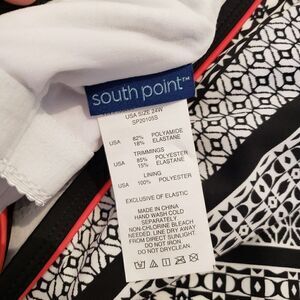 south point™
USA SIZE 24W
SP20109S
USA 82% POLYAMIDE
18% ELASTANE
TRIMMINGS
USA 85% POLYESTER
15% ELASTANE
LINING
USA 100% POLYESTER
EXCLUSIVE OF ELASTIC
MADE IN CHINA
HAND WASH COLD
SEPARATELY
NON-CHLORINE BLEACH
NEEDED. LINE DRY AWAY
FROM DIRECT SUNLIGHT.
DO NOT IRON
DO NOT DRYCLEAN